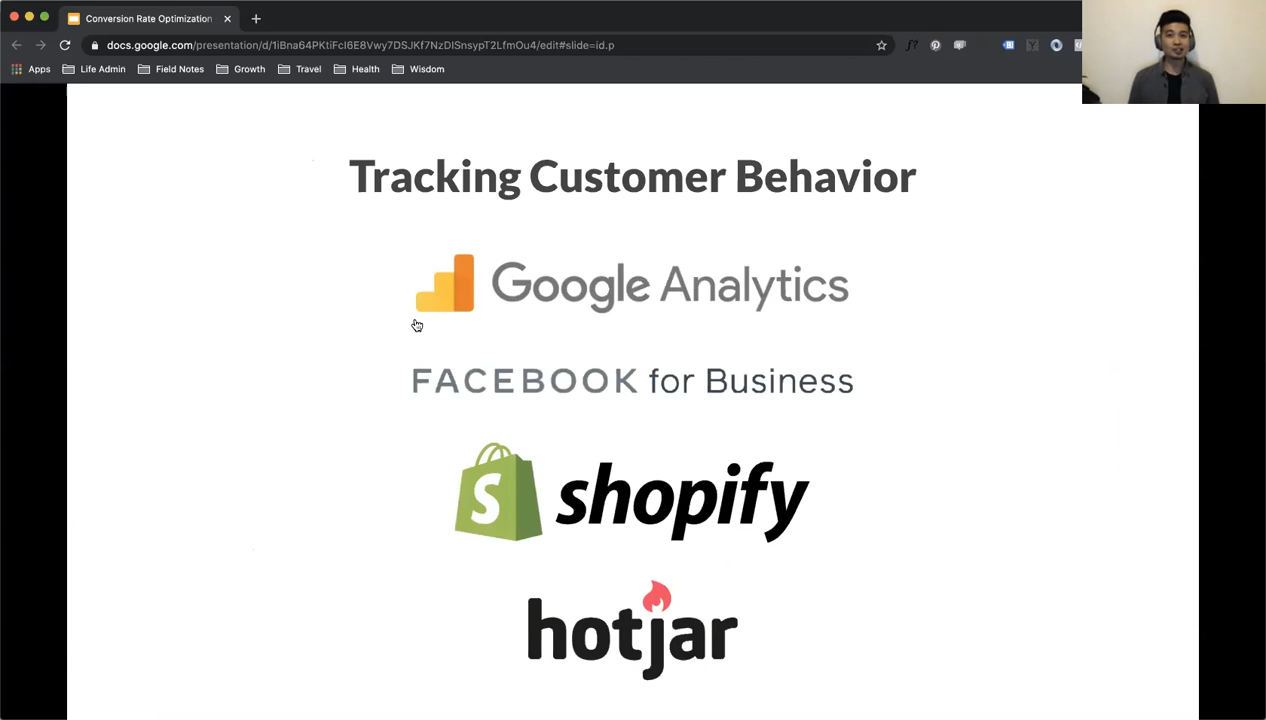 Conversion Rate Optimization
docs.google.com/presentation/d/1iBna64PKtiFcI6E8Vwy7DSJKf7NzDlSnsypT2LfmOu4/edit#slide=id.p
Apps Life Admin Field Notes Growth Travel Health Wisdom
Tracking Customer Behavior
Google Analytics
FACEBOOK for Business
S shopify
hotjar